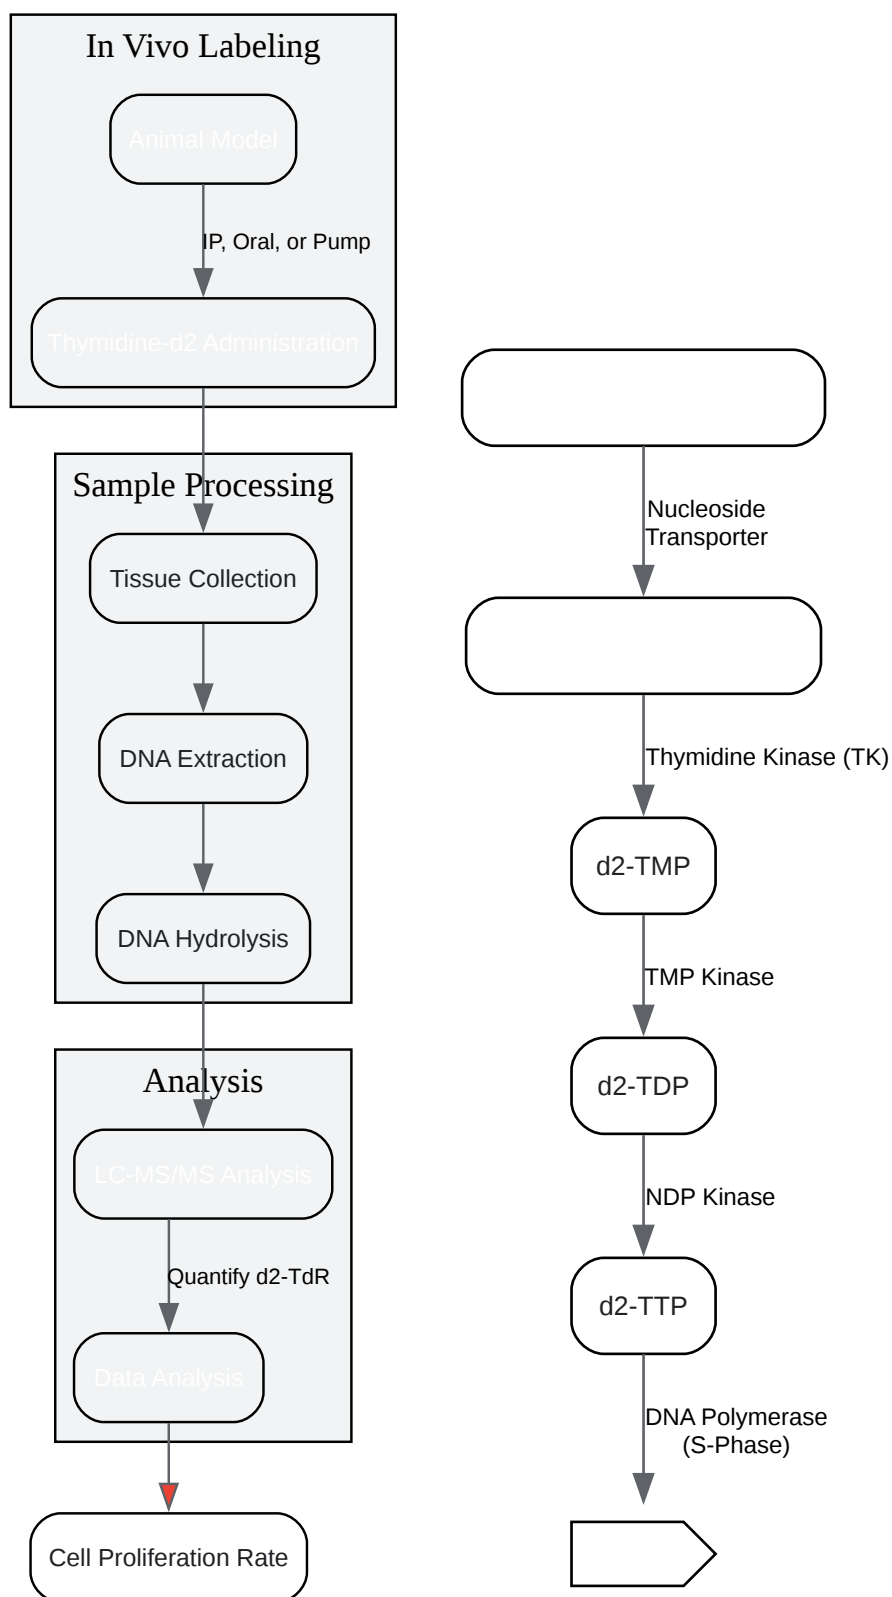 In Vivo Labeling
Animal Model
IP, Oral, or Pump
Thymidine-d2 Administration
Sample Processing
Tissue Collection
DNA Extraction
DNA Hydrolysis
Analysis
LC-MS/MS Analysis
Quantify d2-TdR
Data Analysis
Cell Proliferation Rate
Nucleoside
Transporter
Thymidine Kinase (TK)
d2-TMP
TMP Kinase
d2-TDP
NDP Kinase
d2-TTP
DNA Polymerase
(S-Phase)